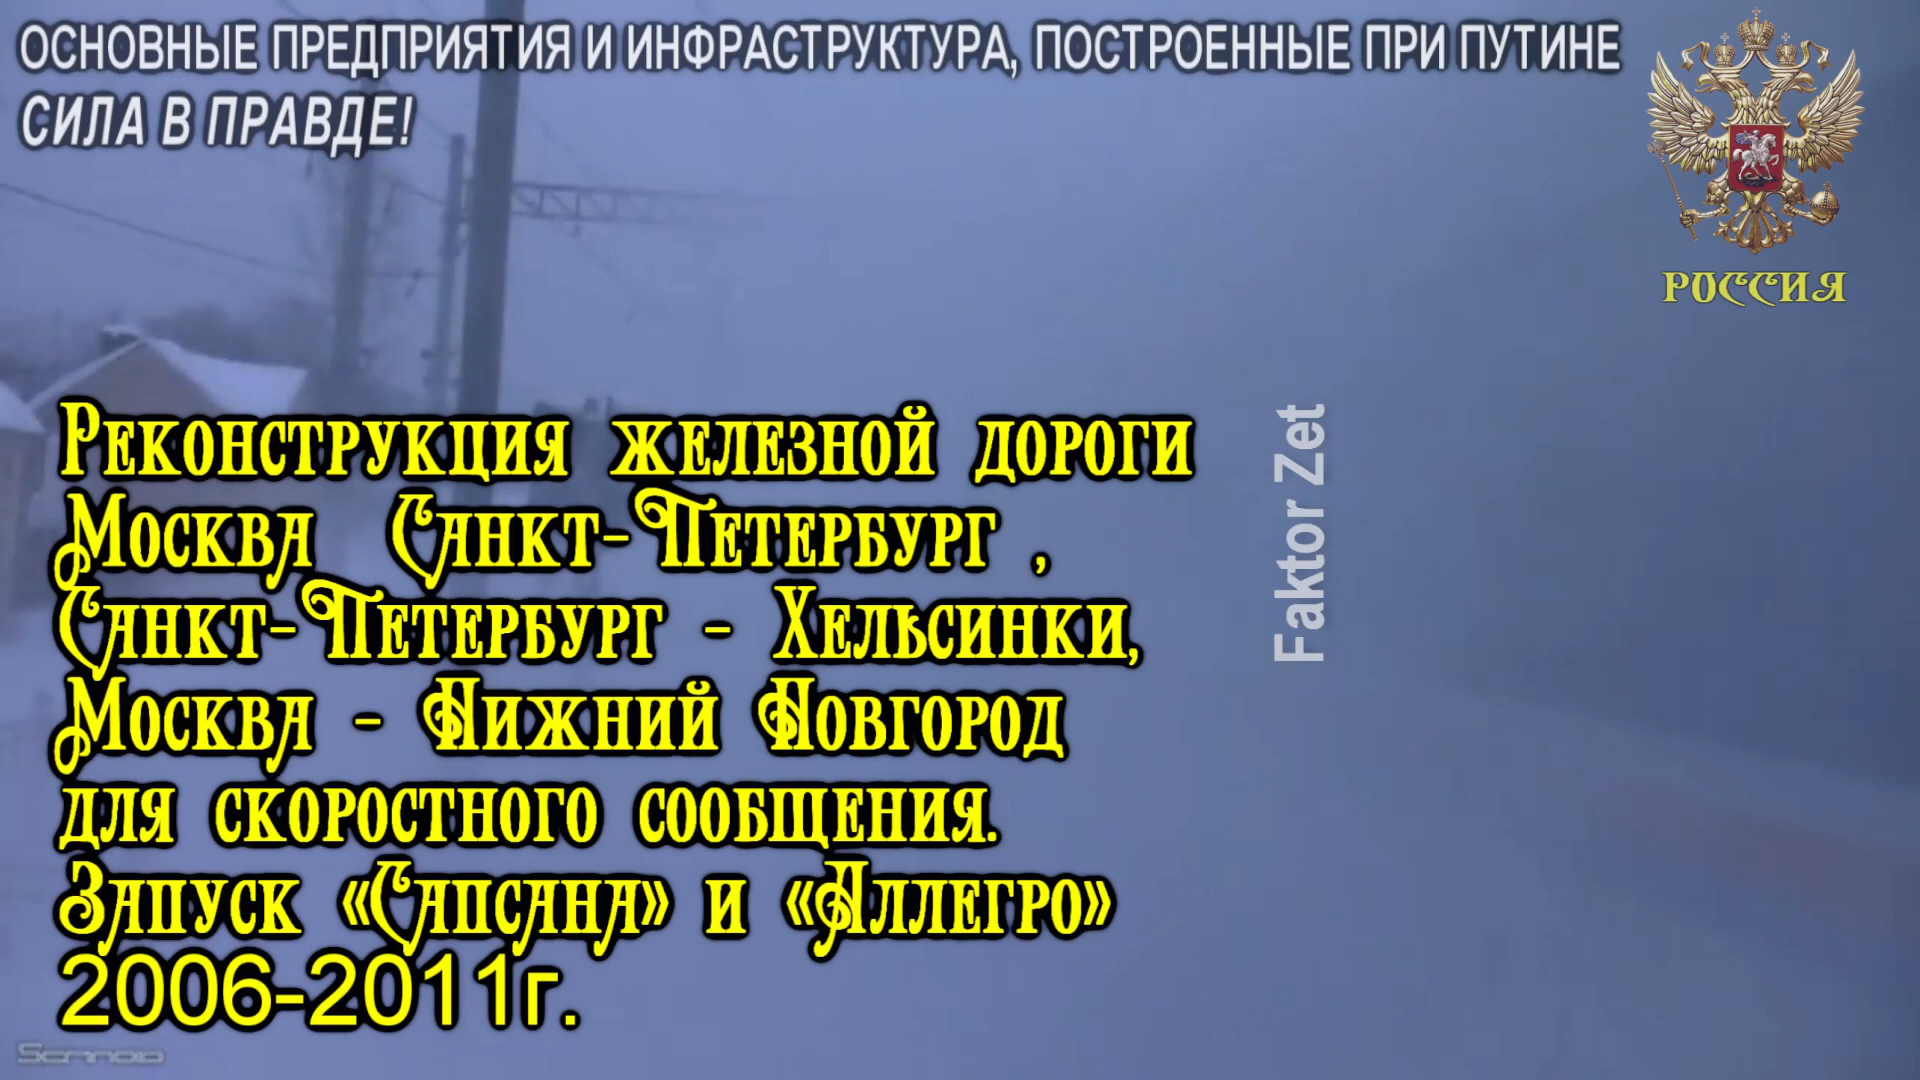 ОСНОВНЫЕ ПРЕДПРИЯТИЯ И ИНФРАСТРУКТУРА, ПОСТРОЕННЫЕ ПРИ ПУТИНЕ
СИЛА В ПРАВДЕ!
РОССИЯ
Реконструкция железной дороги
Москва Санкт-Петербург ,
Санкт-Петербург - Хельсинки,
Москва - Нижний Новгород
для скоростного сообщения.
Запуск «Сапсана» и «Аллегро»
2006-2011г.
Faktor Zet